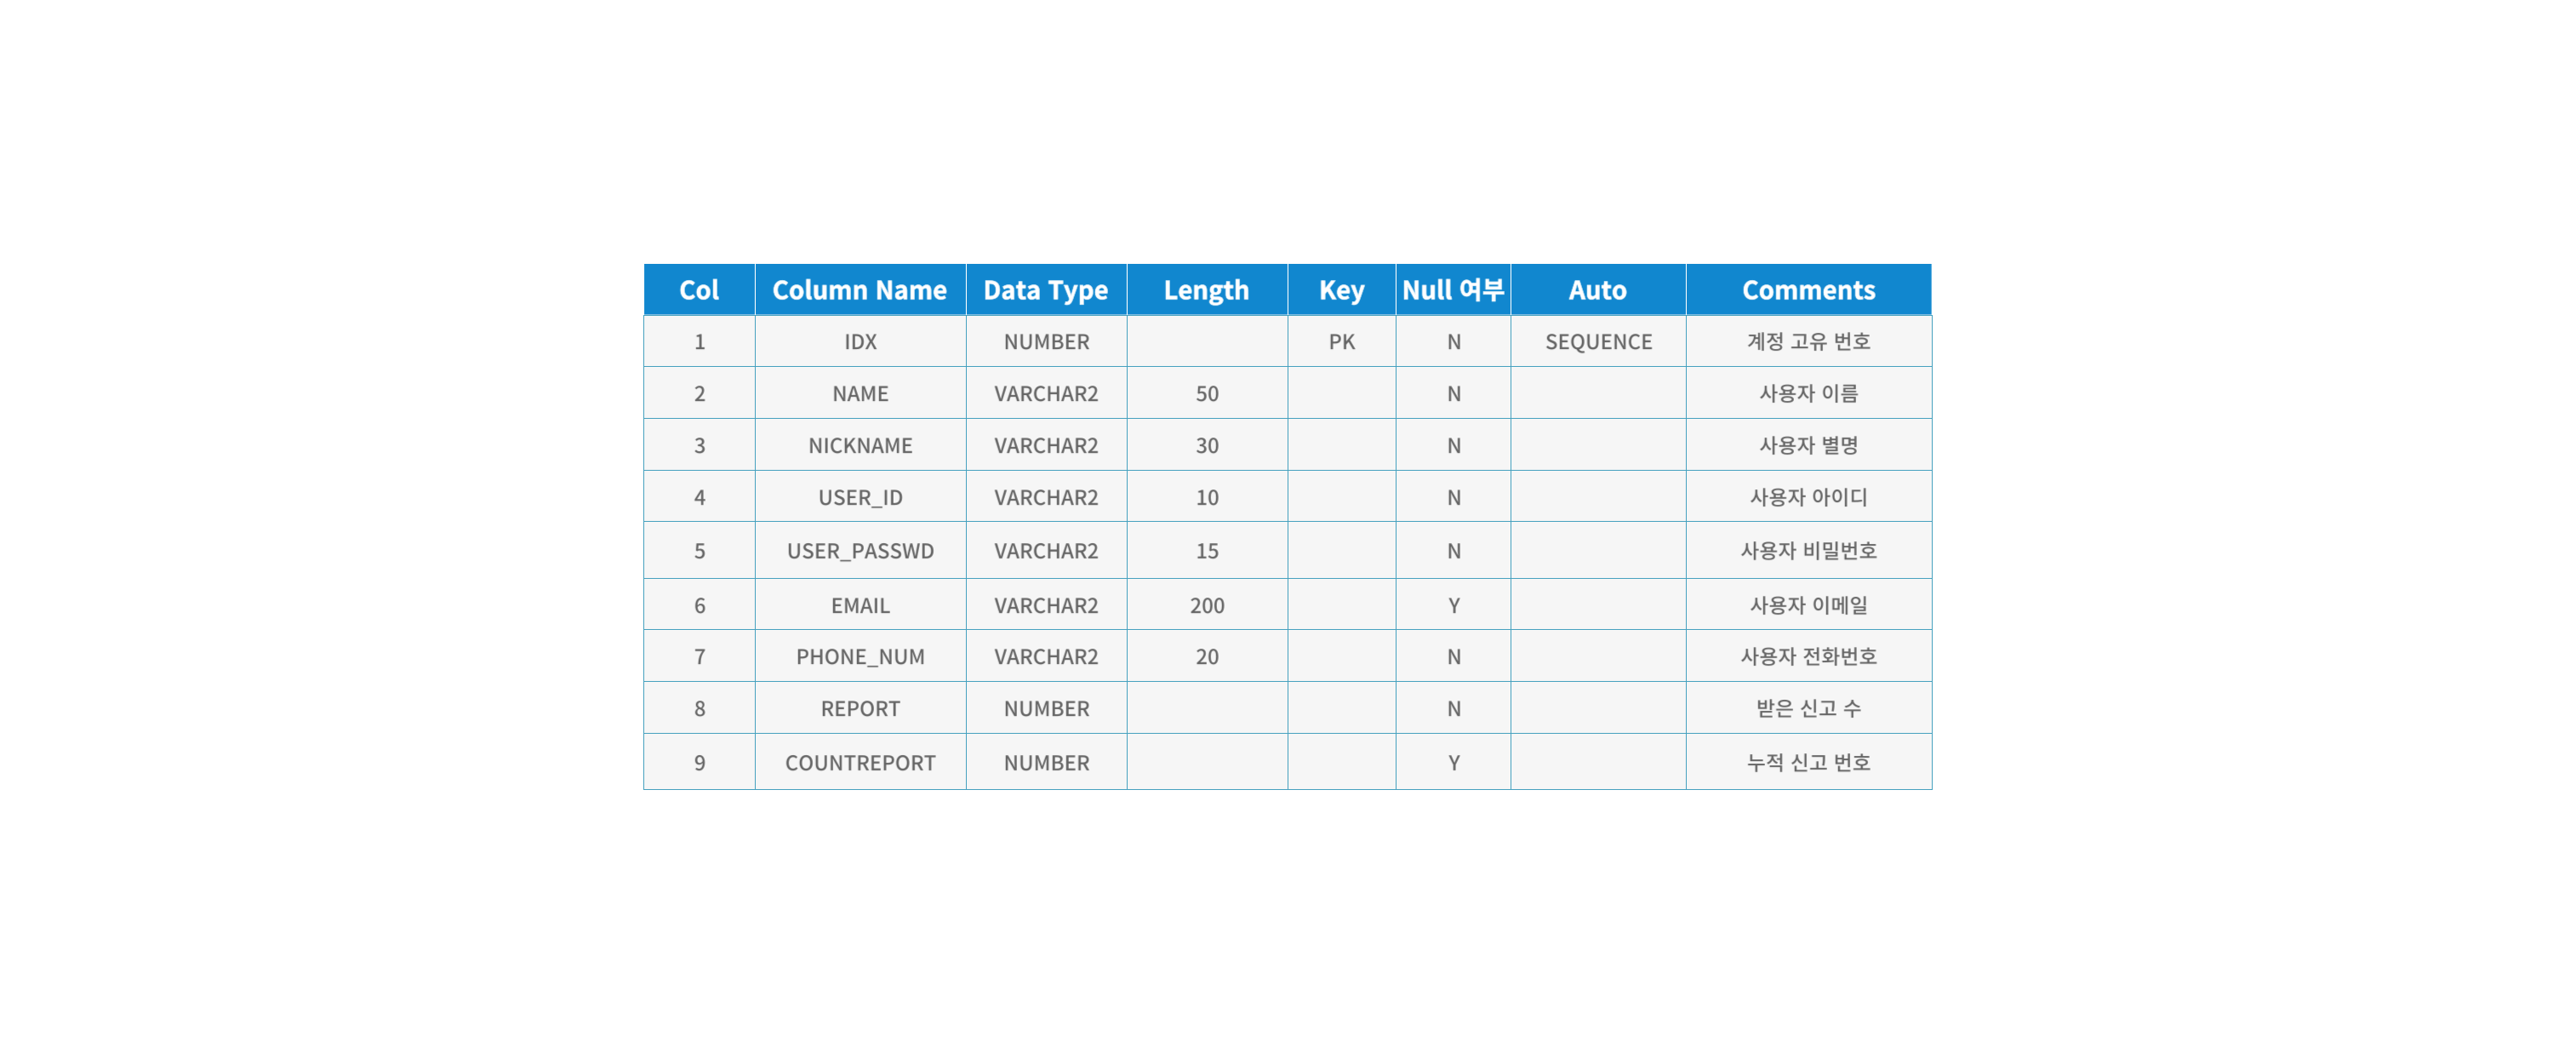 Col Column Name Data Type Length Key Null 여부 Auto Comments
1 IDX NUMBER PK N SEQUENCE 계정 고유 번호
2 NAME VARCHAR2 50 N 사용자 이름
3 NICKNAME VARCHAR2 30 N 사용자 별명
4 USER_ID VARCHAR2 10 N 사용자 아이디
5 USER_PASSWD VARCHAR2 15 N 사용자 비밀번호
6 EMAIL VARCHAR2 200 Y 사용자 이메일
7 PHONE_NUM VARCHAR2 20 N 사용자 전화번호
8 REPORT NUMBER N 받은 신고 수
9 COUNTREPORT NUMBER Y 누적 신고 번호